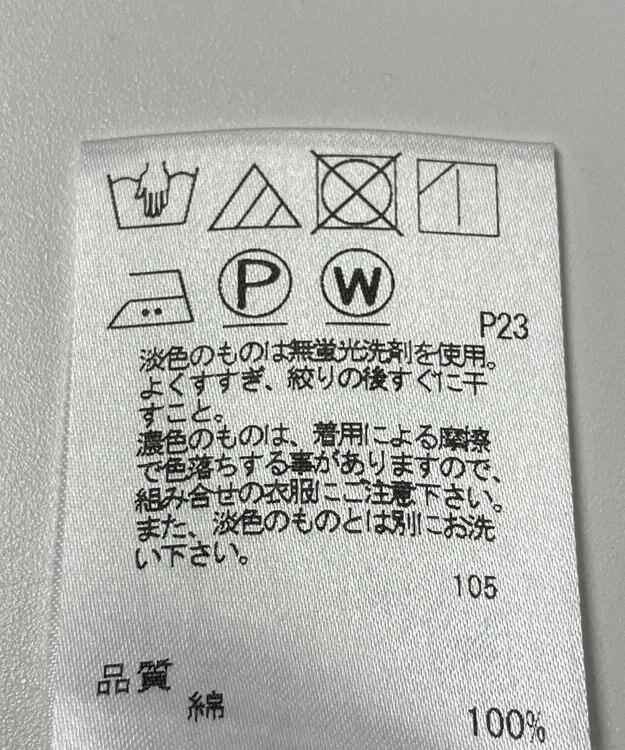 P
W
P23
淡色のものは無蛍光洗剤を使用。
よくすすぎ、絞りの後すぐに干
すこと。
濃色のものは、着用による摩擦
で色落ちする事がありますので、
組み合せの衣服にご注意下さい。
また、淡色のものとは別にお洗
い下さい。
105
品質
綿
100%